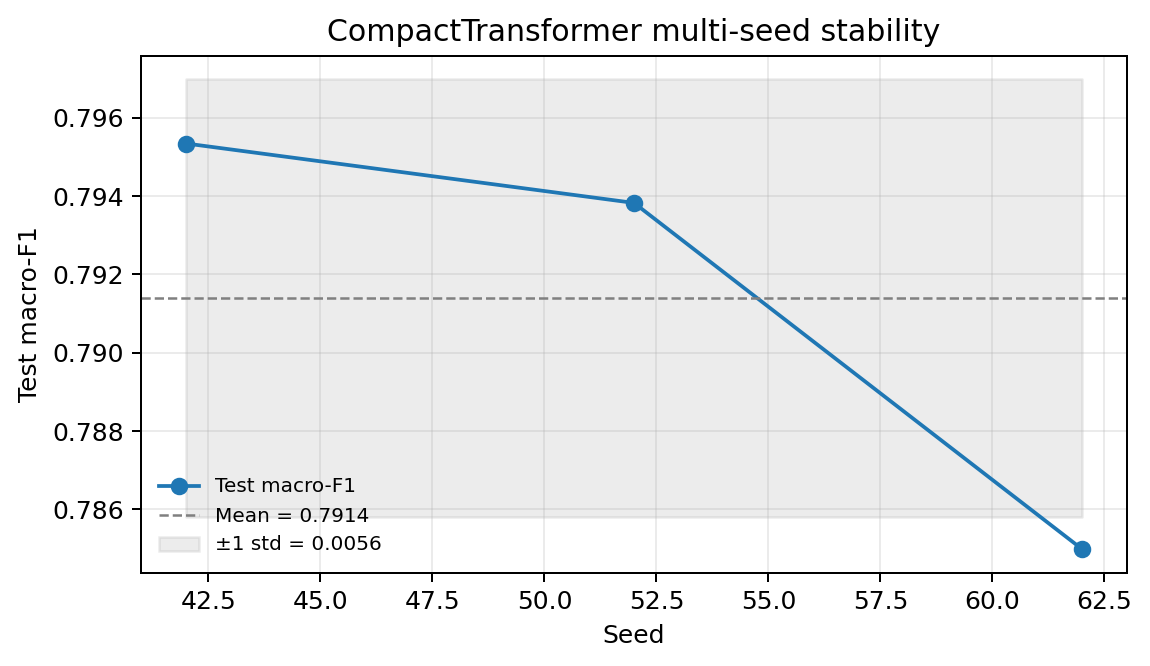 CompactTransformer multi-seed stability
Test macro-F1
0.796
0.794
0.792
0.790
0.788
0.786
Test macro-F1
Mean = 0.7914
±1 std = 0.0056
42.5 45.0 47.5 50.0 52.5 55.0 57.5 60.0 62.5
Seed